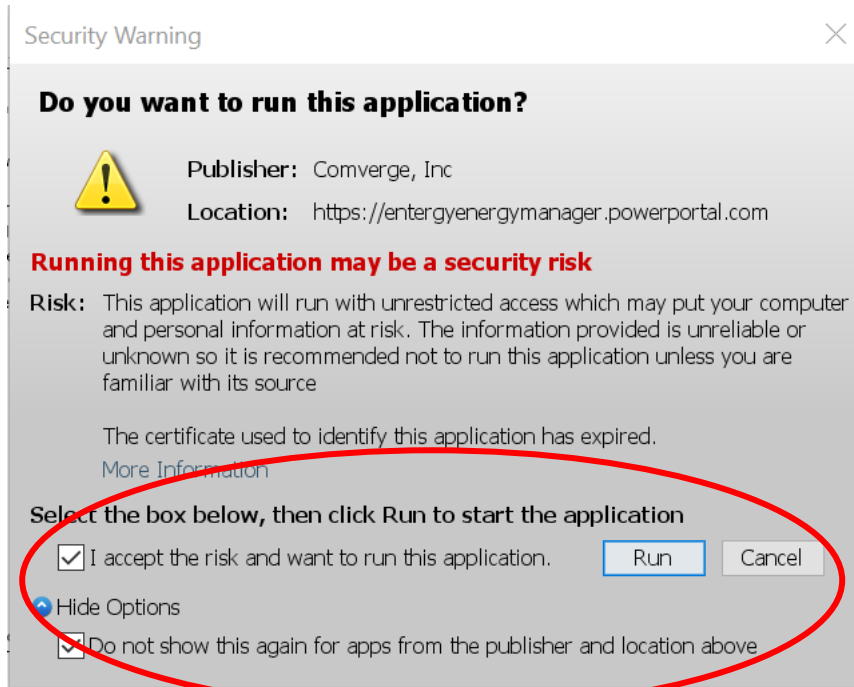 Security Warning
Do you want to run this application?
Publisher: Comverge, Inc
Location: https://entergyenergymanager.powerportal.com
Running this application may be a security risk
Risk: This application will run with unrestricted access which may put your computer
and personal information at risk. The information provided is unreliable or
unknown so it is recommended not to run this application unless you are
familiar with its source
The certificate used to identify this application has expired.
More Information
Select the box below, then click Run to start the application
I accept the risk and want to run this application. Run Cancel
Hide Options
Do not show this again for apps from the publisher and location above